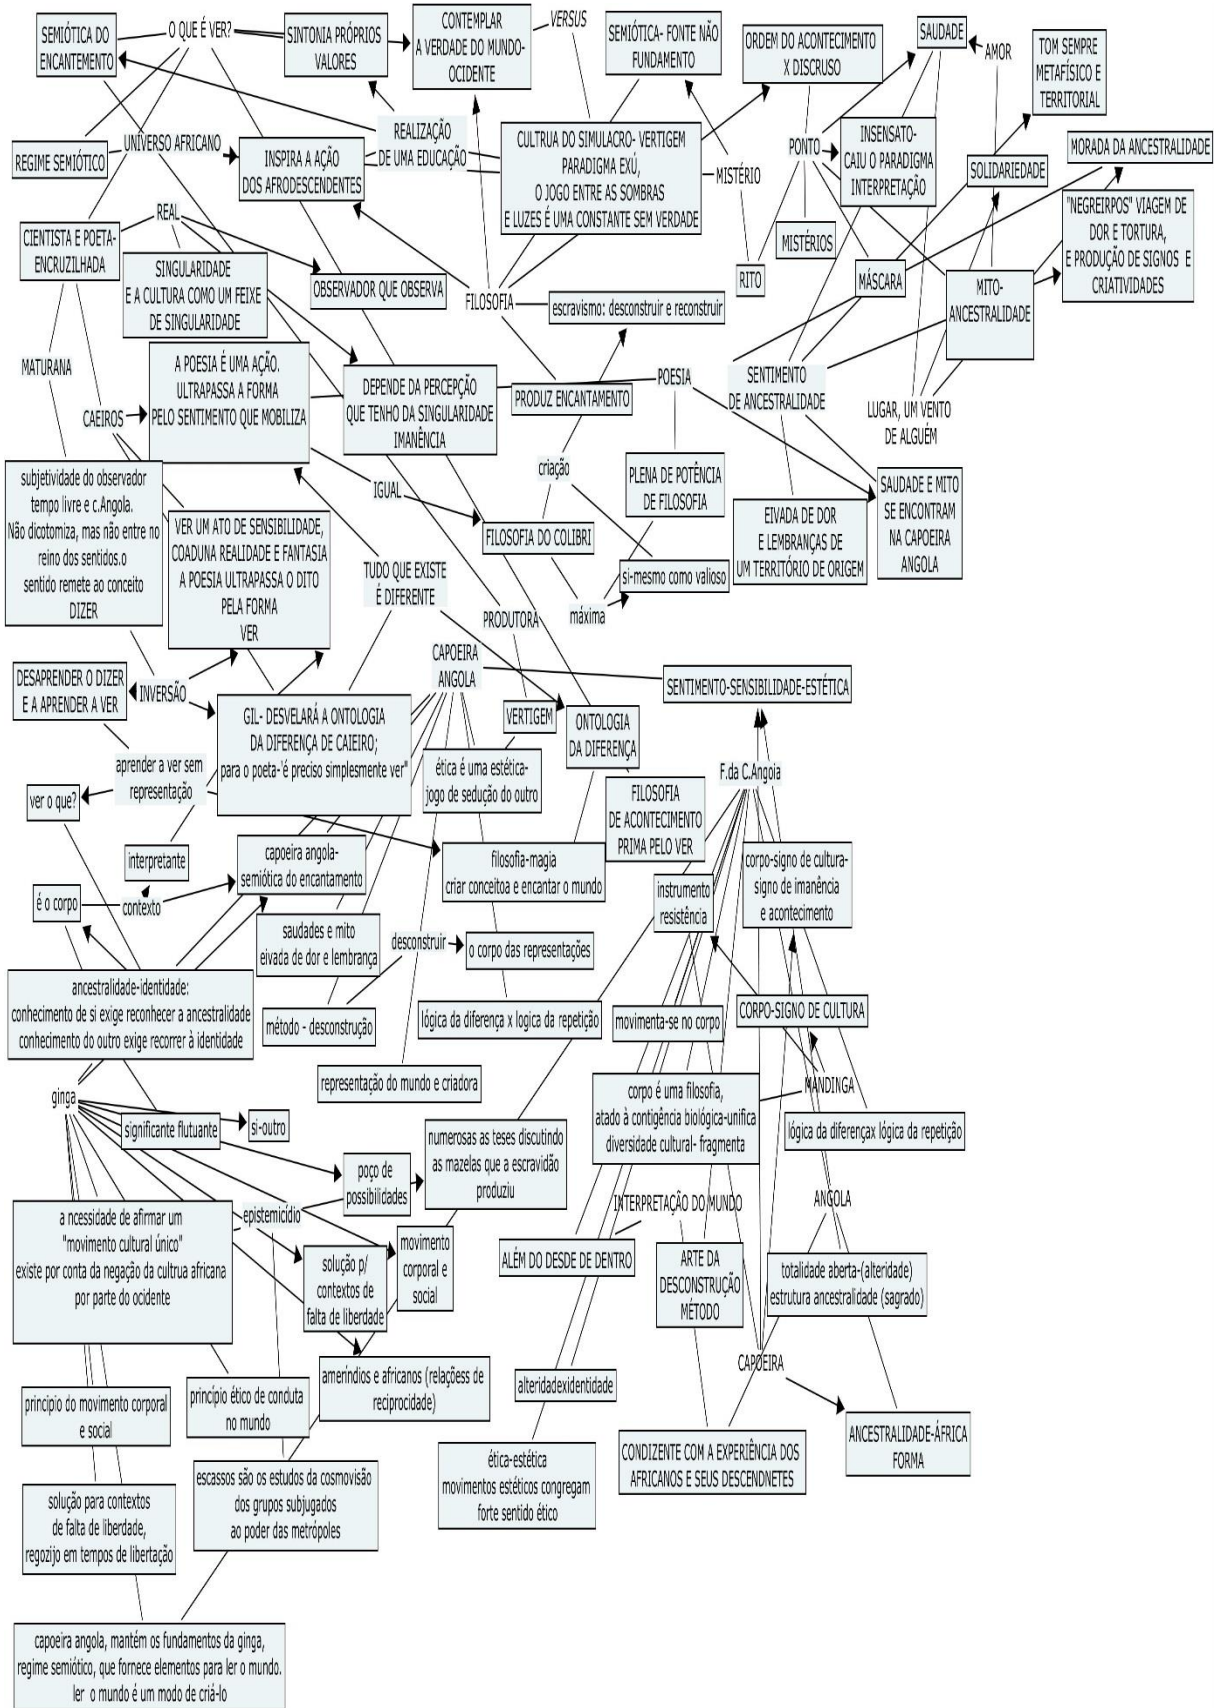 SEMIÓTICA DO
ENCANTEMENTO
O QUE É VER?
SINTONIA PRÓPRIOS
VALORES
CONTEMPLAR
A VERDADE DO MUNDO-
OCIDENTE
VERSUS
SEMIÓTICA- FONTE NÃO
FUNDAMENTO
ORDEM DO ACONTECIMENTO
X DISCRUSO
SAUDADE
AMOR
TOM SEMPRE
METAFÍSICO E
TERRITORIAL
REGIME SEMIÓTICO
UNIVERSO AFRICANO
INSPIRA A AÇÃO
DOS AFRODESCENDENTES
REALIZAÇÃO
DE UMA EDUCAÇÃO
CULTRUA DO SIMULACRO- VERTIGEM
PARADIGMA EXÚ,
O JOGO ENTRE AS SOMBRAS
E LUZES É UMA CONSTANTE SEM VERDADE
MISTÉRIO
PONTO
INSENSATO-
CAIU O PARADIGMA
INTERPRETAÇÃO
SOLIDARIEDADE
MORADA DA ANCESTRALIDADE
"NEGREIRPOS" VIAGEM DE
DOR E TORTURA,
E PRODUÇÃO DE SIGNOS E
CRIATIVIDADES
CIENTISTA E POETA-
ENCRUZILHADA
REAL
SINGULARIDADE
E A CULTURA COMO UM FEIXE
DE SINGULARIDADE
OBSERVADOR QUE OBSERVA
FILOSOFIA
escravismo: desconstruir e reconstruir
RITO
MISTÉRIOS
MÁSCARA
MITO-
ANCESTRALIDADE
MATURANA
CAEIROS
A POESIA É UMA AÇÃO.
ULTRAPASSA A FORMA
PELO SENTIMENTO QUE MOBILIZA
DEPENDE DA PERCEPÇÃO
QUE TENHO DA SINGULARIDADE
IMANÊNCIA
PRODUZ ENCANTAMENTO
POESIA
SENTIMENTO
DE ANCESTRALIDADE
LUGAR, UM VENTO
DE ALGUÉM
subjetividade do observador
tempo livre e c.Angola.
Não dicotomiza, mas não entre no
reino dos sentidos.o
sentido remete ao conceito
DIZER
VER UM ATO DE SENSIBILIDADE,
COADUNA REALIDADE E FANTASIA
A POESIA ULTRAPASSA O DITO
PELA FORMA
VER
IGUAL
criação
FILOSOFIA DO COLIBRI
PLENA DE POTÊNCIA
DE FILOSOFIA
EIVADA DE DOR
E LEMBRANÇAS DE
UM TERRITÓRIO DE ORIGEM
SAUDADE E MITO
SE ENCONTRAM
NA CAPOEIRA
ANGOLA
TUDO QUE EXISTE
É DIFERENTE
si-mesmo como valioso
máxima
PRODUTORA
DESAPRENDER O DIZER
E A APRENDER A VER
INVERSÃO
GIL- DESVELARÁ A ONTOLOGIA
DA DIFERENÇA DE CAIEIRO;
para o poeta-'é preciso simplesmente ver"
CAPOEIRA
ANGOLA
SENTIMENTO-SENSIBILIDADE-ESTÉTICA
VERTIGEM
ONTOLOGIA
DA DIFERENÇA
aprender a ver sem
representação
ver o que?
ética é uma estética-
jogo de sedução do outro
FILOSOFIA
DE ACONTECIMENTO
PRIMA PELO VER
F.da C.Angoia
interpretante
capoeira angola-
semiótica do encantamento
filosofia-magia
criar conceitoa e encantar o mundo
instrumento
resistência
corpo-signo de cultura-
signo de imanência
e acontecimento
é o corpo
contexto
saudades e mito
eivada de dor e lembrança
desconstruir
o corpo das representações
ancestralidade-identidade:
conhecimento de si exige reconhecer a ancestralidade
conhecimento do outro exige recorrer à identidade
método - desconstrução
lógica da diferença x logica da repetição
movimenta-se no corpo
CORPO-SIGNO DE CULTURA
representação do mundo e criadora
ginga
significante flutuante
si-outro
corpo é uma filosofia,
atado à contigência biológica-unifica
diversidade cultural- fragmenta
MANDINGA
lógica da diferençax lógica da repetição
poço de
possibilidades
numerosas as teses discutindo
as mazelas que a escravidão
produziu
INTERPRETAÇÃO DO MUNDO
ANGOLA
a ncessidade de afirmar um
"movimento cultural único"
existe por conta da negação da cultrua africana
por parte do ocidente
epistemicídio
solução p/
contextos de
falta de liberdade
movimento
corporal e
social
ALÉM DO DESDE DE DENTRO
ARTE DA
DESCONSTRUÇÃO
MÉTODO
totalidade aberta-(alteridade)
estrutura ancestralidade (sagrado)
CAPOEIRA
principio do movimento corporal
e social
princípio ético de conduta
no mundo
ameríndios e africanos (relaçõess de
reciprocidade)
alteridadexidentidade
ANCESTRALIDADE-ÁFRICA
FORMA
CONDIZENTE COM A EXPERIÊNCIA DOS
AFRICANOS E SEUS DESCENDNETES
ética-estética
movimentos estéticos congregam
forte sentido ético
escassos são os estudos da cosmovisão
dos grupos subjugados
ao poder das metrópoles
solução para contextos
de falta de liberdade,
regozijo em tempos de libertação
capoeira angola, mantém os fundamentos da ginga,
regime semiótico, que fornece elementos para ler o mundo.
ler o mundo é um modo de criá-lo